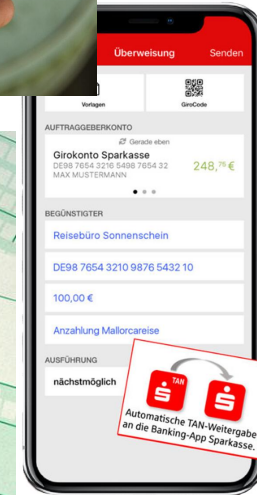 Überweisung
Senden
Vorlagen
GiroCode
AUFTRAGGEBERKONTO
Gerade eben
Girokonto Sparkasse
DE98 7654 3216 5498 7654 32
248,⁷⁹ €
MAX MUSTERMANN
BEGÜNSTIGTER
Reisebüro Sonnenschein
DE98 7654 3210 9876 5432 10
100,00 €
Anzahlung Mallorcareise
AUSFÜHRUNG
nächstmöglich
TAN
Automatische TAN-Weitergabe
an die Banking-App Sparkasse.